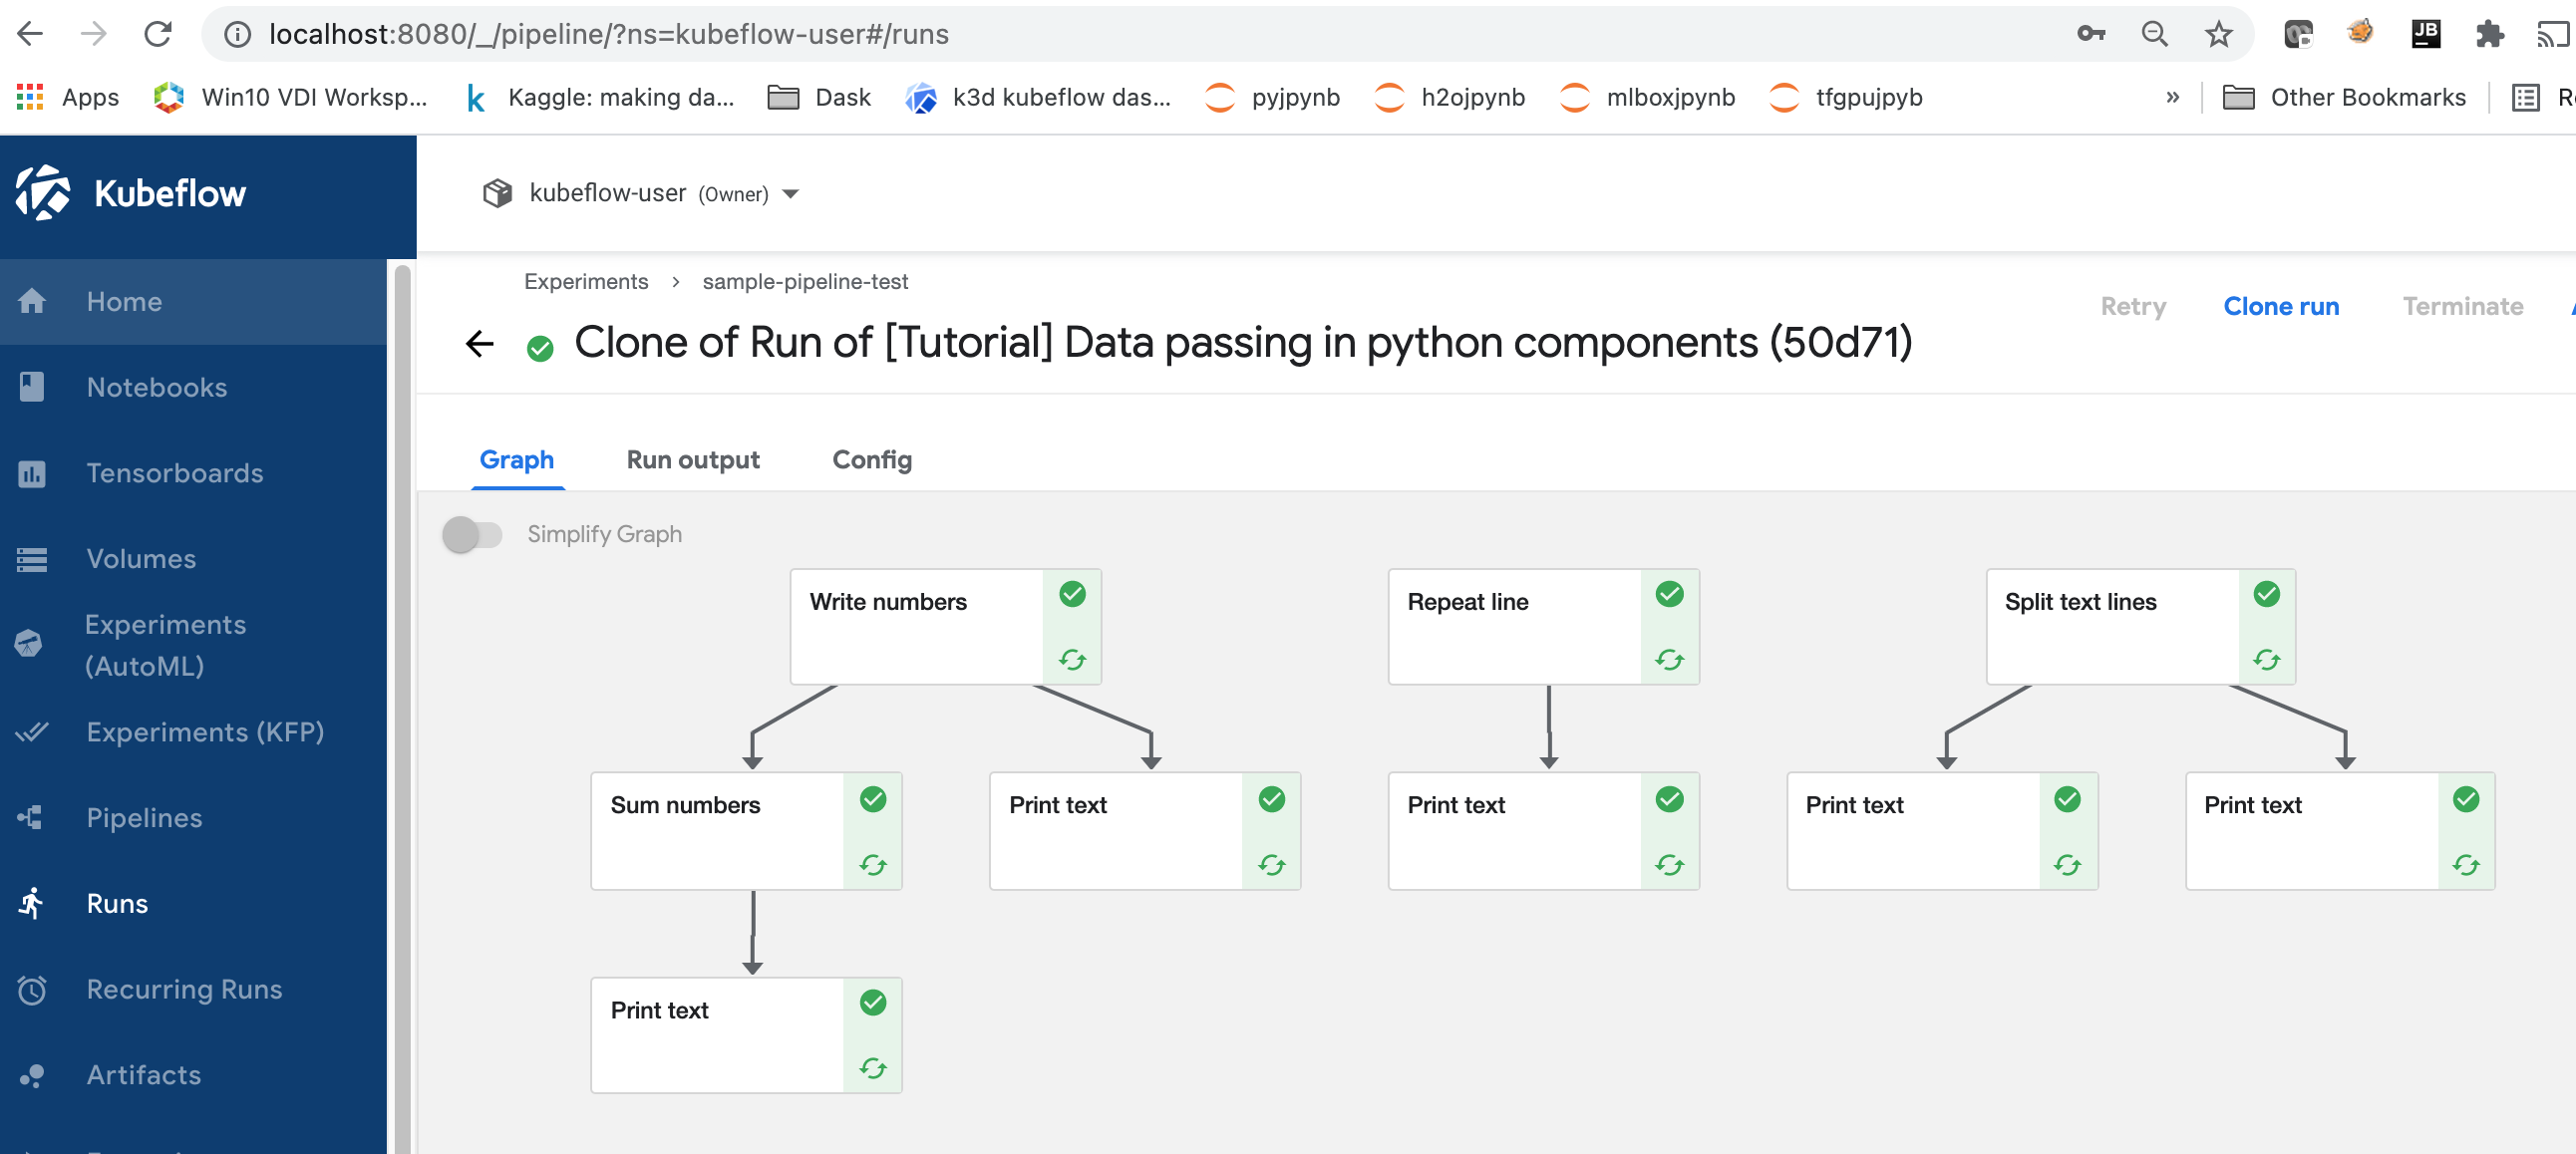 localhost:8080/_/pipeline/?ns=kubeflow-user#/runs
JB
Apps
Win10 VDI Worksp...
k
Kaggle: making da...
Dask
k3d kubeflow das...
pyjpynb
h2ojpynb
mlboxjpynb
tfgpujpyb
»
Other Bookmarks
Kubeflow
kubeflow-user (Owner)
Home
Notebooks
Tensorboards
Volumes
Experiments
(AutoML)
Experiments (KFP)
Pipelines
Runs
Recurring Runs
Artifacts
Experiments > sample-pipeline-test
Retry
Clone run
Terminate
Clone of Run of [Tutorial] Data passing in python components (50d71)
Graph
Run output
Config
Simplify Graph
Write numbers
Repeat line
Split text lines
Sum numbers
Print text
Print text
Print text
Print text
Print text